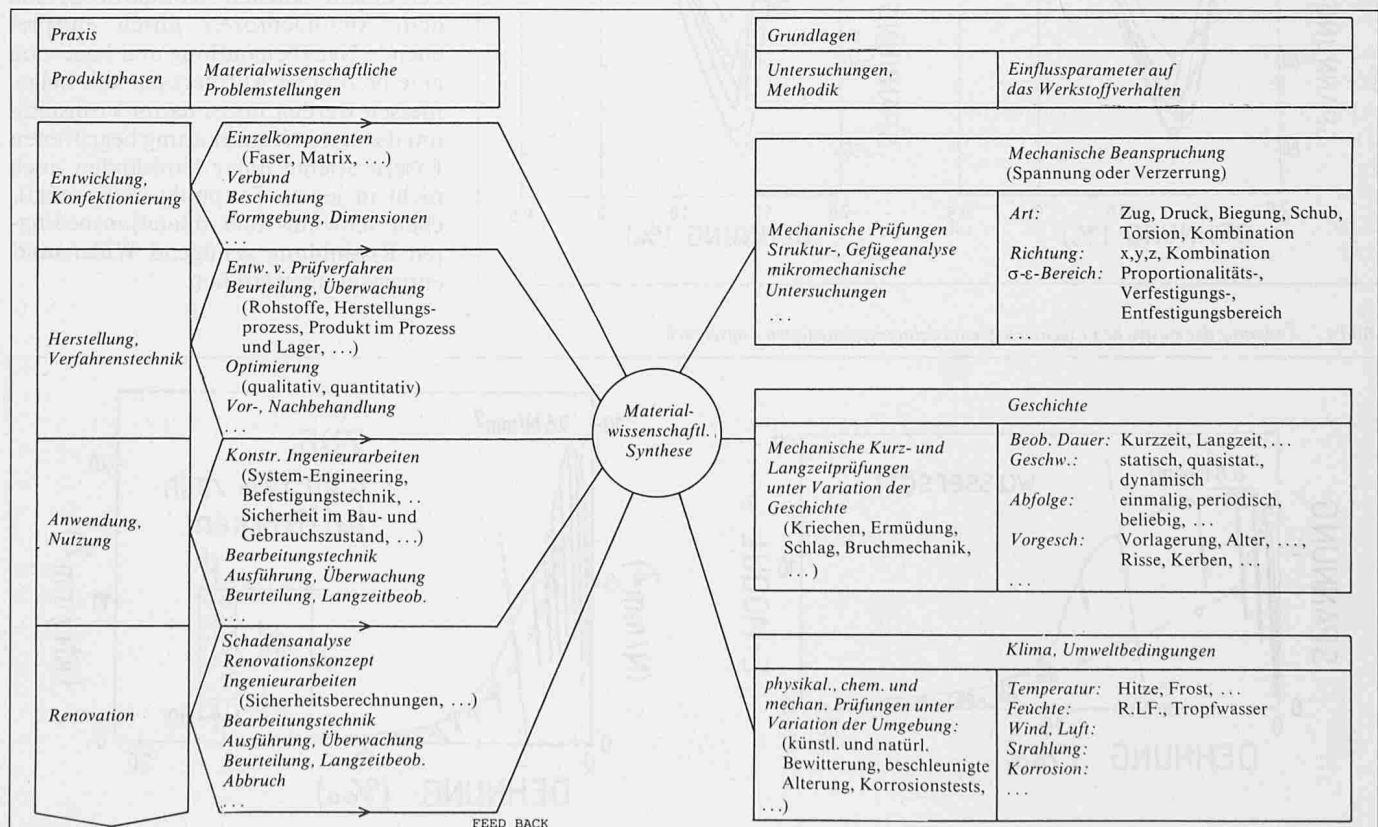 Praxis
Produktphasen
Materialwissenschaftliche
Problemstellungen
Entwicklung,
Konfektionierung
Einzelkomponenten
(Faser, Matrix, ...)
Verbund
Beschichtung
Formgebung, Dimensionen
...
Herstellung,
Verfahrenstechnik
Entw. v. Prüfverfahren
Beurteilung, Überwachung
(Rohstoffe, Herstellungs-
prozess, Produkt im Prozess
und Lager, ...)
Optimierung
(qualitativ, quantitativ)
Vor-, Nachbehandlung
...
Anwendung,
Nutzung
Konstr. Ingenieurarbeiten
(System-Engineering,
Befestigungstechnik, ..
Sicherheit im Bau- und
Gebrauchszustand, ...)
Bearbeitungstechnik
Ausführung, Überwachung
Beurteilung, Langzeitbeob.
...
Renovation
Schadensanalyse
Renovationskonzept
Ingenieurarbeiten
(Sicherheitsberechnungen, ...)
Bearbeitungstechnik
Ausführung, Überwachung
Beurteilung, Langzeitbeob.
Abbruch
...
FEED BACK
Material-
wissenschaftl.
Synthese
Grundlagen
Untersuchungen,
Methodik
Einflussparameter auf
das Werkstoffverhalten
Mechanische Beanspruchung
(Spannung oder Verzerrung)
Mechanische Prüfungen
Struktur-, Gefügeanalyse
mikromechanische
Untersuchungen
...
Art: Zug, Druck, Biegung, Schub,
Torsion, Kombination
Richtung: x,y,z, Kombination
σ-ε-Bereich: Proportionalitäts-,
Verfestigungs-,
Entfestigungsbereich
...
Geschichte
Mechanische Kurz- und
Langzeitprüfungen
unter Variation der
Geschichte
(Kriechen, Ermüdung,
Schlag, Bruchmechanik,
...)
Beob. Dauer: Kurzzeit, Langzeit, ...
Geschw.: statisch, quasistat.,
dynamisch
Abfolge: einmalig, periodisch,
beliebig, ...
Vorgesch: Vorlagerung, Alter, ....,
Risse, Kerben, ...
...
Klima, Umweltbedingungen
physikal., chem. und
mechan. Prüfungen unter
Variation der Umgebung:
(künstl. und natürl.
Bewitterung, beschleunigte
Alterung, Korrosionstests,
...)
Temperatur: Hitze, Frost, ...
Feuchte: R.LF., Tropfwasser
Wind, Luft:
Strahlung:
Korrosion:
...